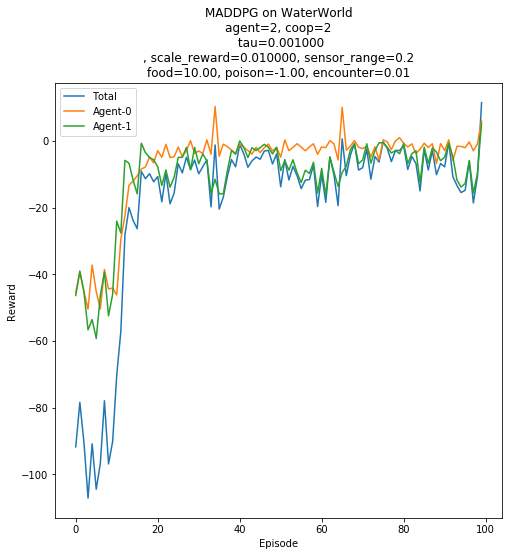 MADDPG on WaterWorld
agent=2, coop=2
tau=0.001000
, scale_reward=0.010000, sensor_range=0.2
food=10.00, poison=-1.00, encounter=0.01
Total
Agent-0
Agent-1
0
−20
−40
−60
−80
−100
Reward
0
20
40
60
80
100
Episode